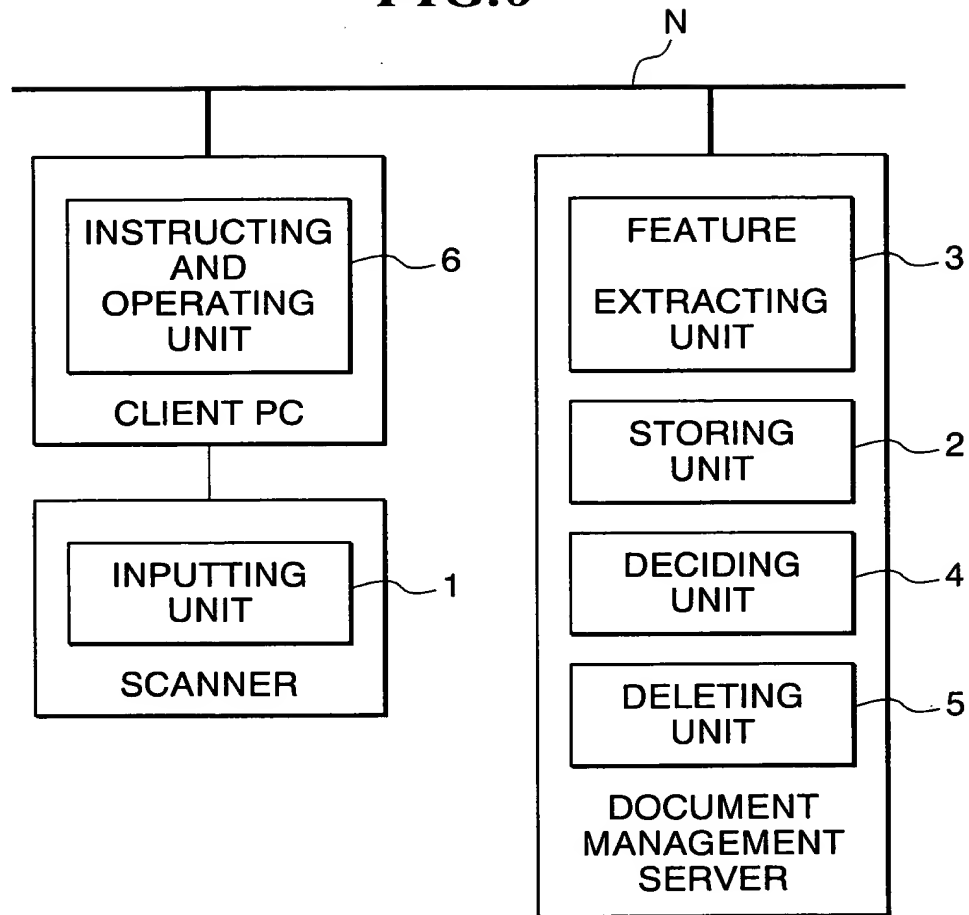 N
INSTRUCTING
AND
OPERATING
UNIT
6
CLIENT PC
INPUTTING
UNIT
1
SCANNER
FEATURE
EXTRACTING
UNIT
3
STORING
UNIT
2
DECIDING
UNIT
4
DELETING
UNIT
5
DOCUMENT
MANAGEMENT
SERVER